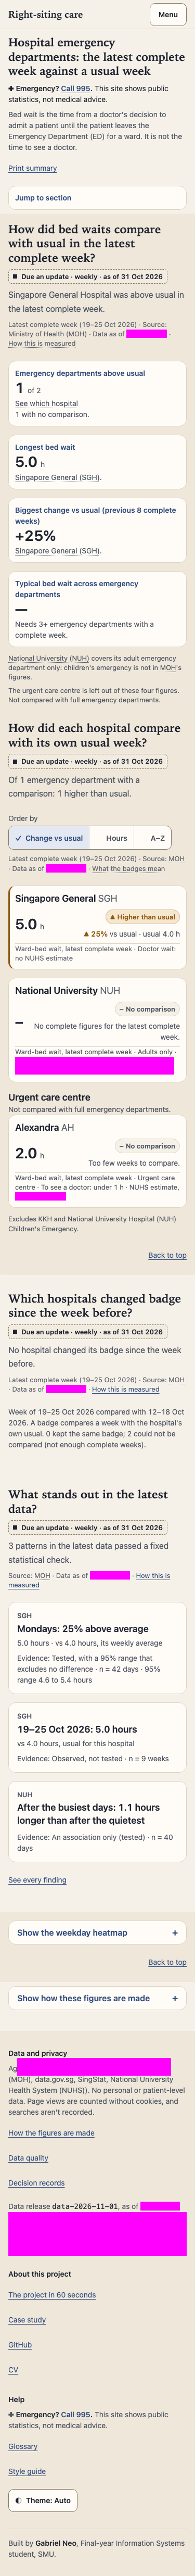 Right-siting care
Menu
Hospital emergency
departments: the latest complete
week against a usual week
✚ Emergency? Call 995. This site shows public
statistics, not medical advice.
Bed wait is the time from a doctor's decision to
admit a patient until the patient leaves the
Emergency Department (ED) for a ward. It is not the
time to see a doctor.
Print summary
Jump to section
How did bed waits compare
with usual in the latest
complete week?
■ Due an update · weekly · as of 31 Oct 2026
Singapore General Hospital was above usual in
the latest complete week.
Latest complete week (19–25 Oct 2026) · Source:
Ministry of Health (MOH) · Data as of
How this is measured
Emergency departments above usual
1 of 2
See which hospital
1 with no comparison.
Longest bed wait
5.0 h
Singapore General (SGH).
Biggest change vs usual (previous 8 complete
weeks)
+25%
Singapore General (SGH).
Typical bed wait across emergency
departments
—
Needs 3+ emergency departments with a
complete week.
National University (NUH) covers its adult emergency
department only: children's emergency is not in MOH's
figures.
The urgent care centre is left out of these four figures.
Not compared with full emergency departments.
How did each hospital compare
with its own usual week?
■ Due an update · weekly · as of 31 Oct 2026
Of 1 emergency department with a
comparison: 1 higher than usual.
Order by
✓ Change vs usual Hours A–Z
Latest complete week (19–25 Oct 2026) · Source: MOH
· Data as of · What the badges mean
Singapore General SGH
5.0 h
▲ Higher than usual
▲ 25% vs usual · usual 4.0 h
Ward-bed wait, latest complete week · Doctor wait:
no NUHS estimate
National University NUH
–
– No comparison
No complete figures for the latest complete
week.
Ward-bed wait, latest complete week · Adults only ·
Urgent care centre
Not compared with full emergency departments.
Alexandra AH
2.0 h
– No comparison
Too few weeks to compare.
Ward-bed wait, latest complete week · Urgent care
centre · To see a doctor: under 1 h · NUHS estimate,
Excludes KKH and National University Hospital (NUH)
Children's Emergency.
Back to top
Which hospitals changed badge
since the week before?
■ Due an update · weekly · as of 31 Oct 2026
No hospital changed its badge since the week
before.
Latest complete week (19–25 Oct 2026) · Source: MOH
· Data as of · How this is measured
Week of 19–25 Oct 2026 compared with 12–18 Oct
2026. A badge compares a week with the hospital's
own usual. 0 kept the same badge; 2 could not be
compared (not enough complete weeks).
What stands out in the latest
data?
■ Due an update · weekly · as of 31 Oct 2026
3 patterns in the latest data passed a fixed
statistical check.
Source: MOH · Data as of · How this is
measured
SGH
Mondays: 25% above average
5.0 hours · vs 4.0 hours, its weekly average
Evidence: Tested, with a 95% range that
excludes no difference · n = 42 days · 95%
range 4.6 to 5.4 hours
SGH
19–25 Oct 2026: 5.0 hours
vs 4.0 hours, usual for this hospital
Evidence: Observed, not tested · n = 9 weeks
NUH
After the busiest days: 1.1 hours
longer than after the quietest
Evidence: An association only (tested) · n = 40
days
See every finding
Show the weekday heatmap +
Back to top
Show how these figures are made +
Data and privacy
Ag
(MOH), data.gov.sg, SingStat, National University
Health System (NUHS)). No personal or patient-level
data. Page views are counted without cookies, and
searches aren't recorded.
How the figures are made
Data quality
Decision records
Data release data-2026-11-01, as of
About this project
The project in 60 seconds
Case study
GitHub
CV
Help
✚ Emergency? Call 995. This site shows public
statistics, not medical advice.
Glossary
Style guide
Theme: Auto
Built by Gabriel Neo, Final-year Information Systems
student, SMU.